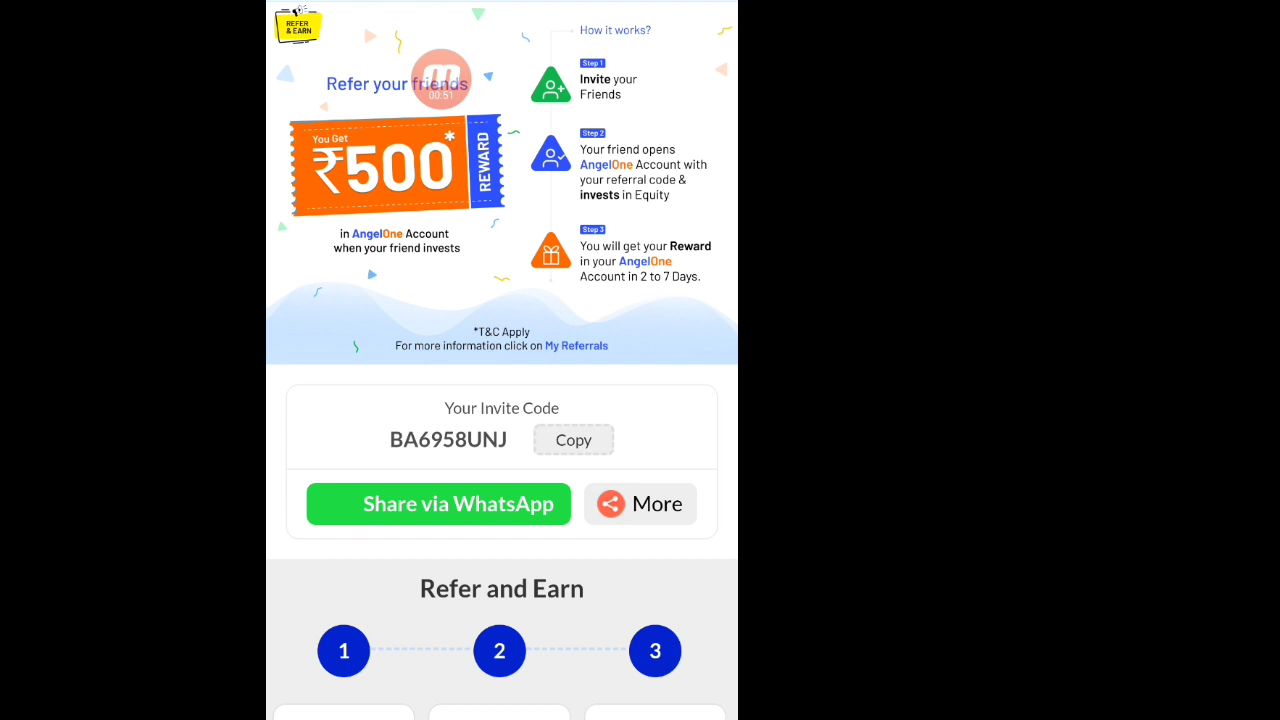 REFER
& EARN
Refer your friends
00:51
You Get
₹500*
REWARD
in AngelOne Account
when your friend invests
How it works?
Step 1
Invite your
Friends
Step 2
Your friend opens
AngelOne Account with
your referral code &
invests in Equity
Step 3
You will get your Reward
in your AngelOne
Account in 2 to 7 Days.
*T&C Apply
For more information click on My Referrals
Your Invite Code
BA6958UNJ
Copy
Share via WhatsApp
More
Refer and Earn
1
2
3